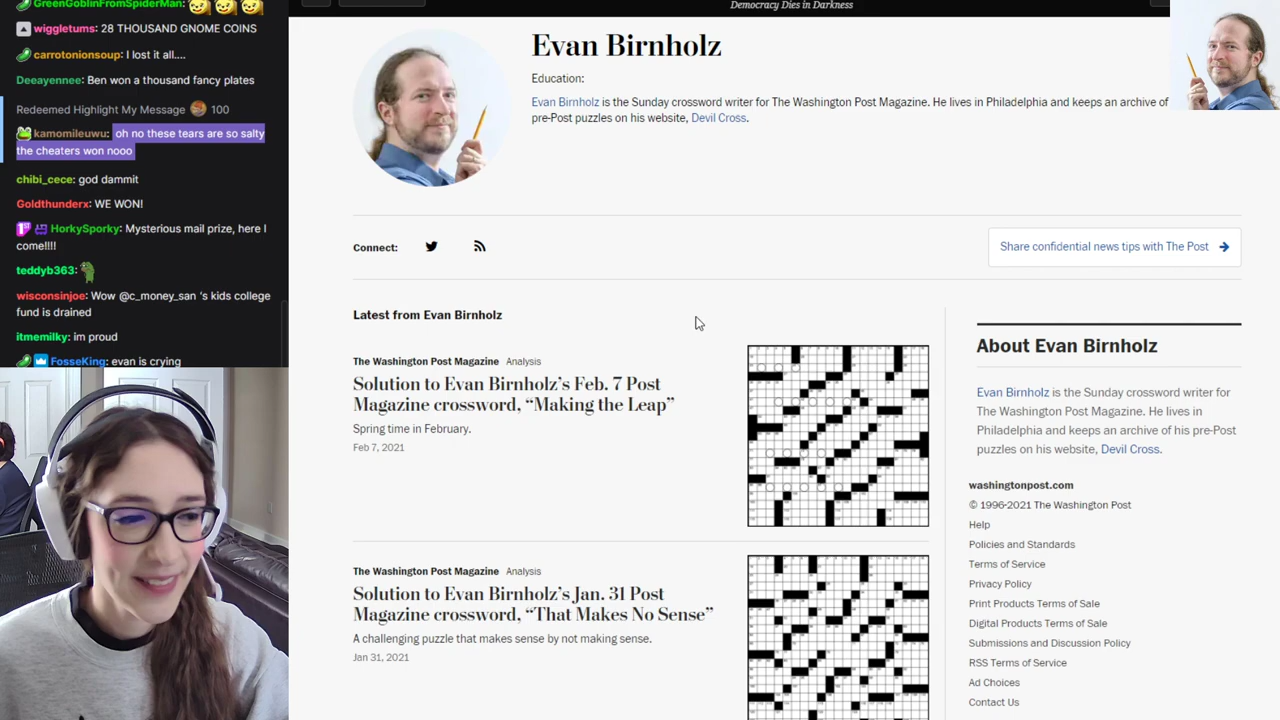 GreenGoblinFromSpiderMan:
wiggletums: 28 THOUSAND GNOME COINS
carrotionsoup: I lost it all....
Deeayennee: Ben won a thousand fancy plates
Redeemed Highlight My Message 100
kamomileuwu: oh no these tears are so salty
the cheaters won nooo
chibi_cece: god dammit
Goldthunderx: WE WON!
HorkySporky: Mysterious mail prize, here I
come!!!!
teddyb363:
wisconsinjoe: Wow @c_money_san 's kids college
fund is drained
itmemilky: im proud
FosseKing: evan is crying
Democracy Dies in Darkness
Evan Birnholz
Education:
Evan Birnholz is the Sunday crossword writer for The Washington Post Magazine. He lives in Philadelphia and keeps an archive of
pre-Post puzzles on his website, Devil Cross.
Connect:
Share confidential news tips with The Post
Latest from Evan Birnholz
The Washington Post Magazine Analysis
Solution to Evan Birnholz's Feb. 7 Post
Magazine crossword, “Making the Leap”
Spring time in February.
Feb 7, 2021
The Washington Post Magazine Analysis
Solution to Evan Birnholz's Jan. 31 Post
Magazine crossword, “That Makes No Sense”
A challenging puzzle that makes sense by not making sense.
Jan 31, 2021
About Evan Birnholz
Evan Birnholz is the Sunday crossword writer for
The Washington Post Magazine. He lives in
Philadelphia and keeps an archive of his pre-Post
puzzles on his website, Devil Cross.
washingtonpost.com
© 1996-2021 The Washington Post
Help
Policies and Standards
Terms of Service
Privacy Policy
Print Products Terms of Sale
Digital Products Terms of Sale
Submissions and Discussion Policy
RSS Terms of Service
Ad Choices
Contact Us